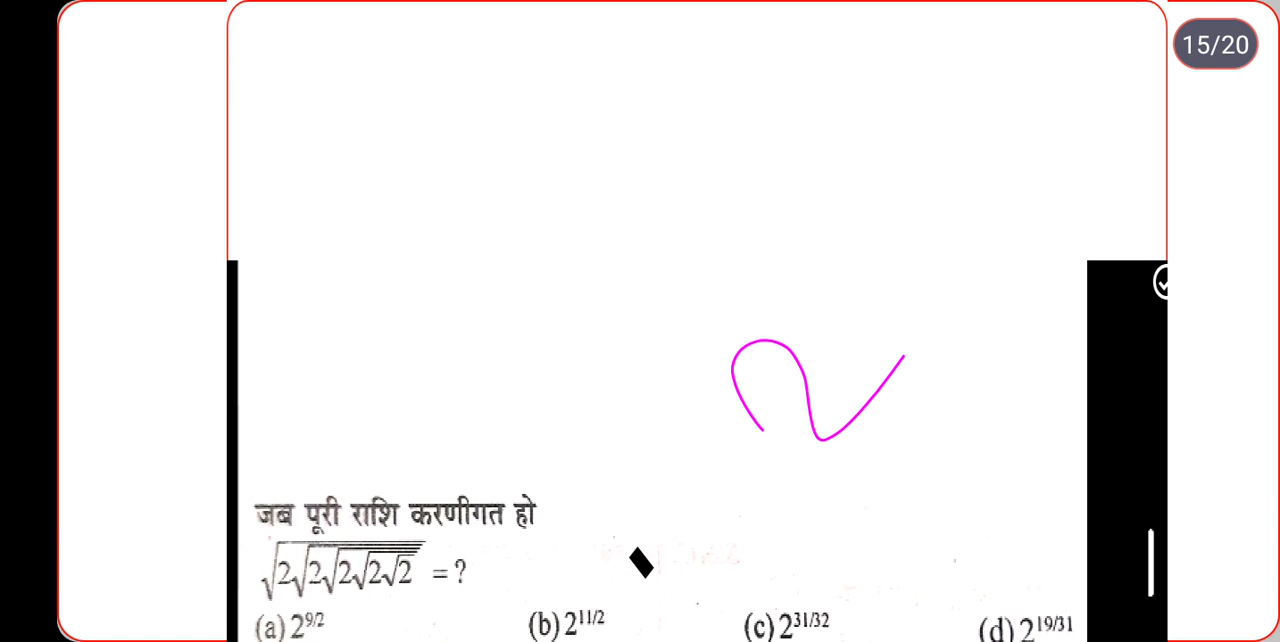 15/20
जब पूरी राशि करणीगत हो
√2√2√2√2√2 = ?
(a) 2^9/2 (b) 2^11/2 (c) 2^31/32 (d) 2^19/31